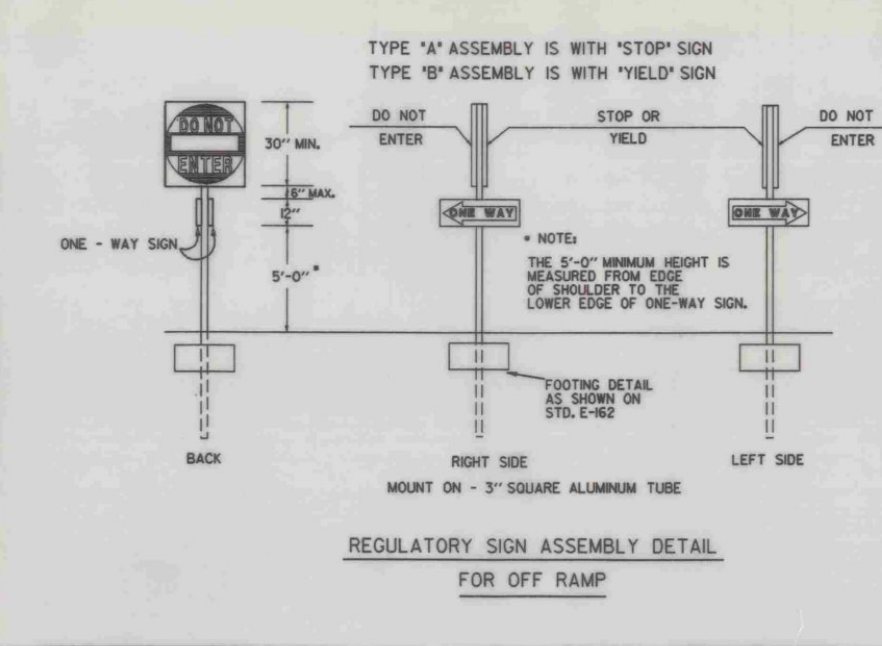 TYPE "A" ASSEMBLY IS WITH "STOP" SIGN
TYPE "B" ASSEMBLY IS WITH "YIELD" SIGN
DO NOT
ENTER
30" MIN.
6" MAX.
12"
ONE - WAY SIGN
5'-0" *
DO NOT
ENTER
STOP OR
YIELD
DO NOT
ENTER
ONE WAY
ONE WAY
* NOTE:
THE 5'-0" MINIMUM HEIGHT IS
MEASURED FROM EDGE
OF SHOULDER TO THE
LOWER EDGE OF ONE-WAY SIGN.
FOOTING DETAIL
AS SHOWN ON
STD. E-162
BACK
RIGHT SIDE
LEFT SIDE
MOUNT ON - 3" SQUARE ALUMINUM TUBE
REGULATORY SIGN ASSEMBLY DETAIL
FOR OFF RAMP